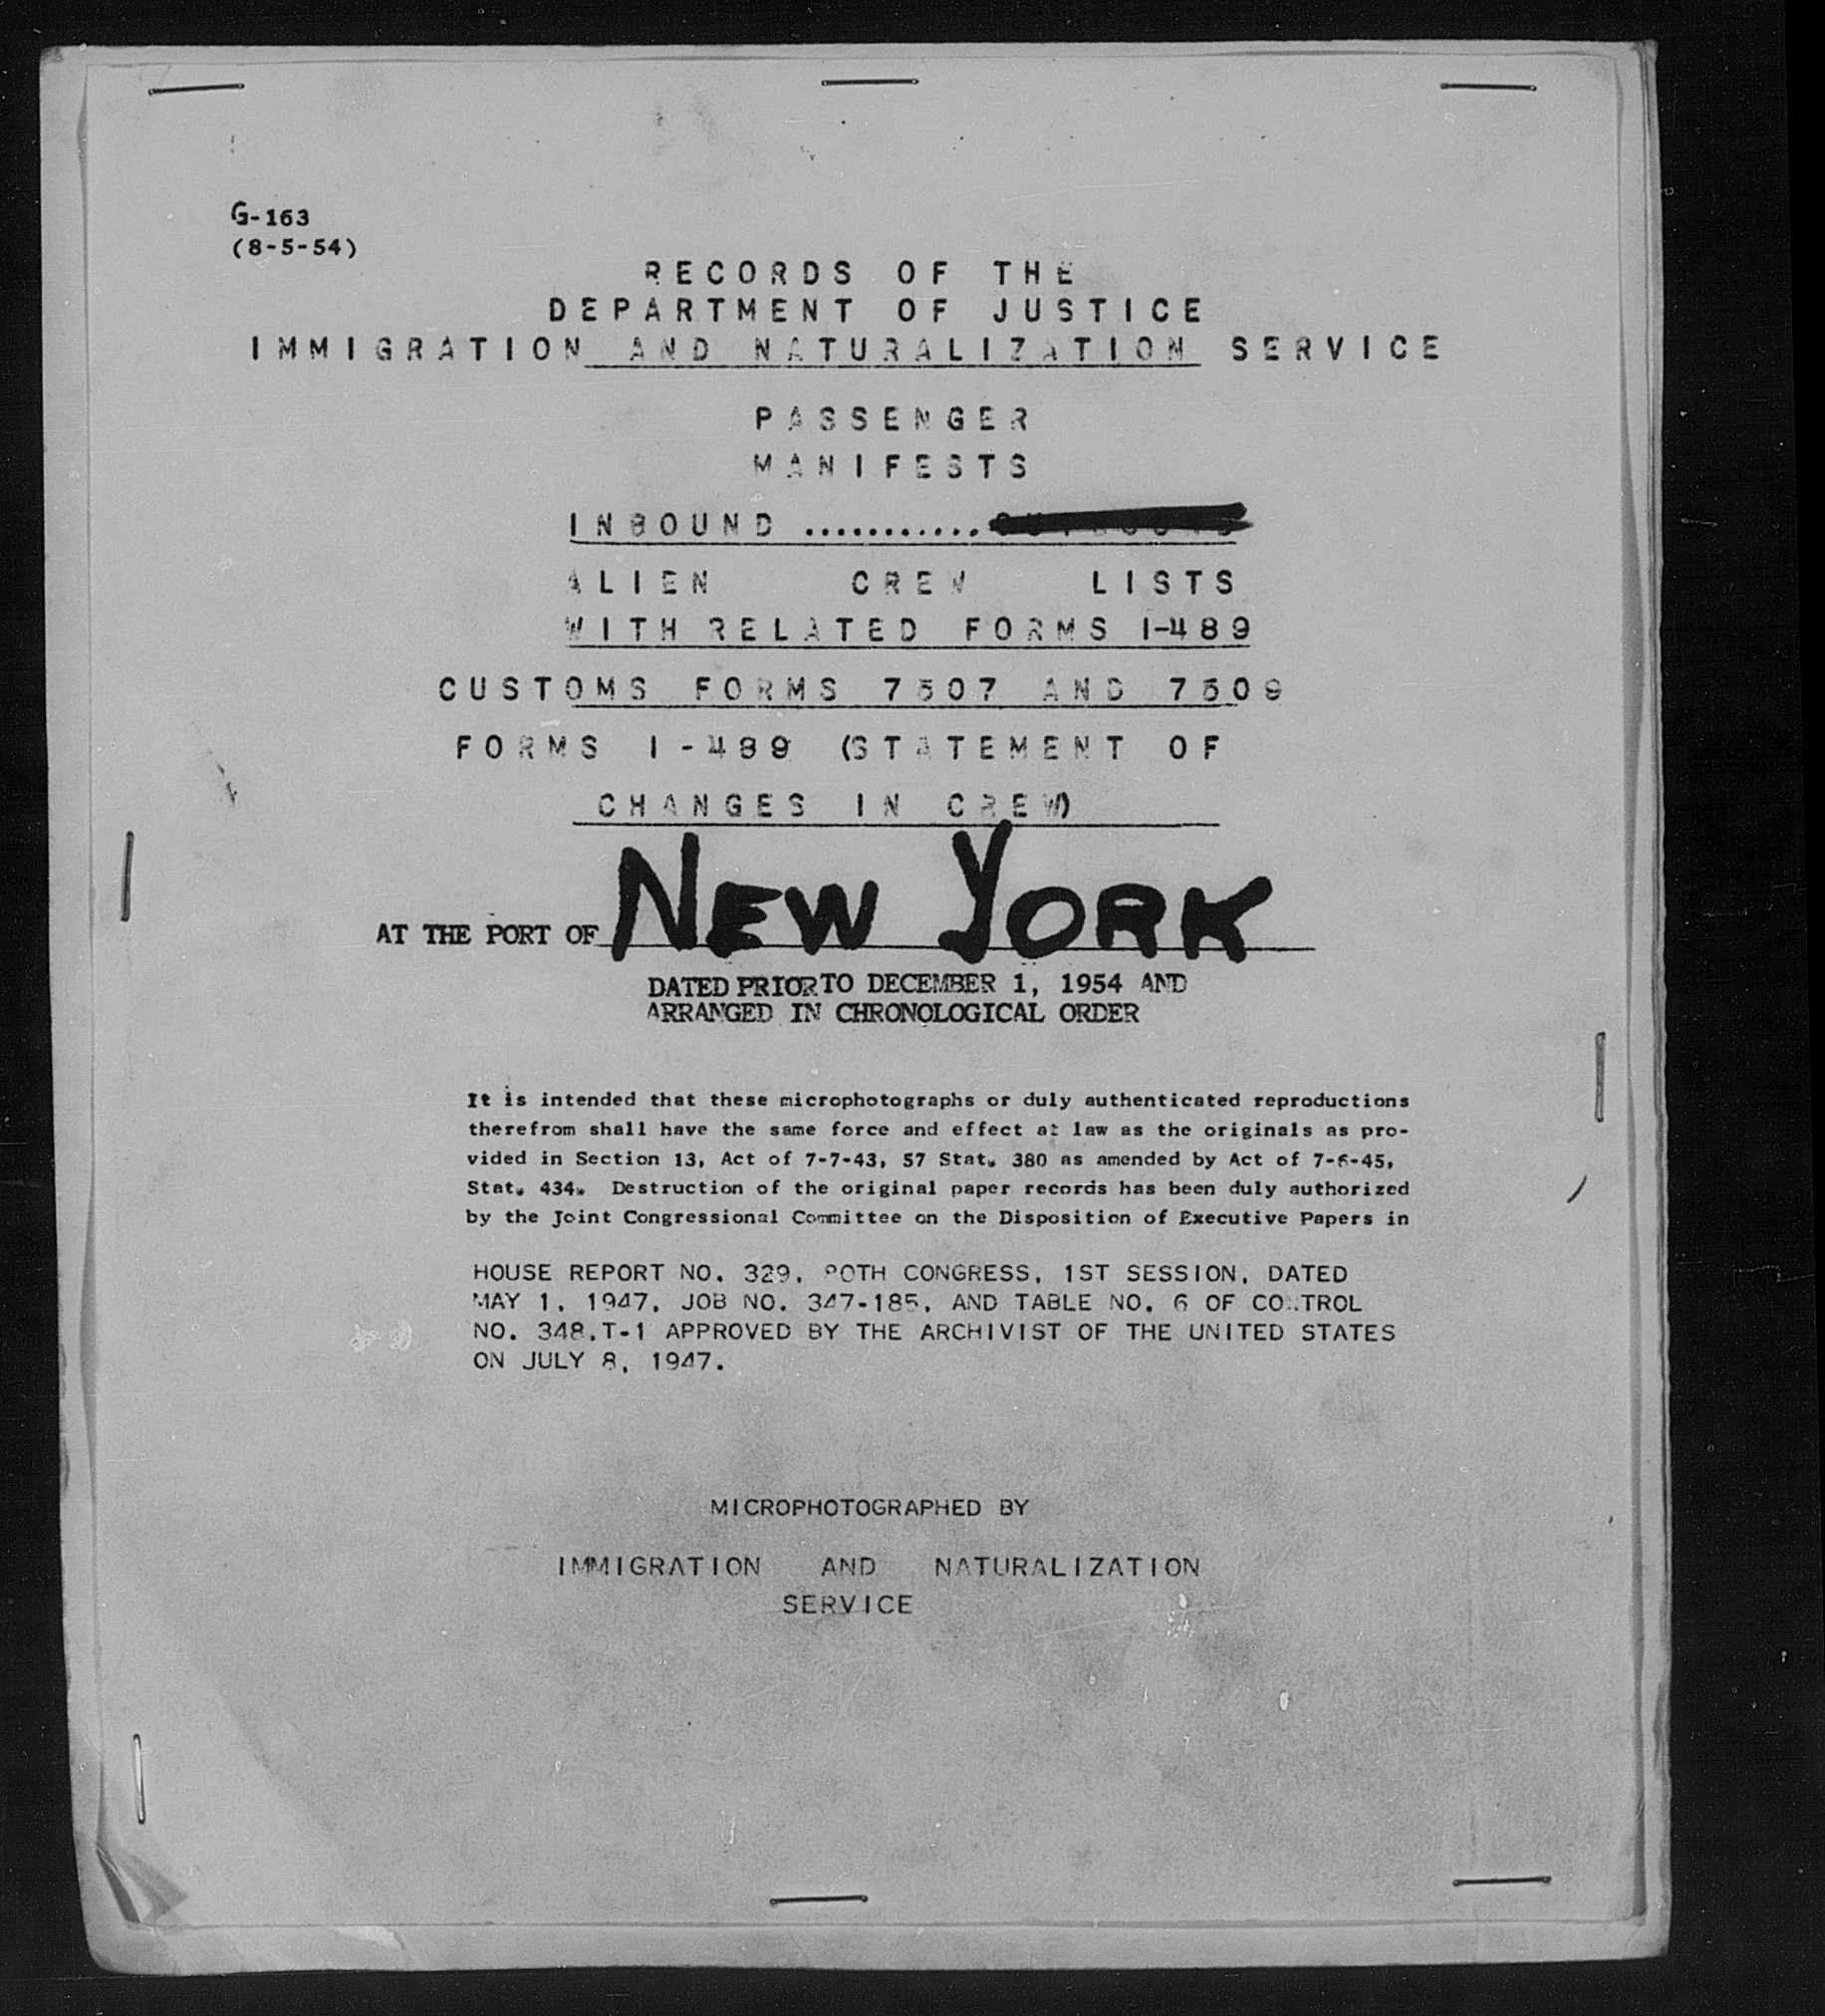 G-163
(8-5-54)
RECORDS OF THE
DEPARTMENT OF JUSTICE
IMMIGRATION AND NATURALIZATION SERVICE
PASSENGER
MANIFESTS
INBOUND ...........
ALIEN CREW LISTS
WITH RELATED FORMS I-489
CUSTOMS FORMS 7507 AND 7509
FORMS I-489 (STATEMENT OF
CHANGES IN CREW)
AT THE PORT OF NEW YORK
DATED PRIOR TO DECEMBER 1, 1954 AND
ARRANGED IN CHRONOLOGICAL ORDER
It is intended that these microphotographs or duly authenticated reproductions
therefrom shall have the same force and effect at law as the originals as pro-
vided in Section 13, Act of 7-7-43, 57 Stat. 380 as amended by Act of 7-6-45,
Stat. 434. Destruction of the original paper records has been duly authorized
by the Joint Congressional Committee on the Disposition of Executive Papers in
HOUSE REPORT NO. 329, 80TH CONGRESS, 1ST SESSION, DATED
MAY 1, 1947, JOB NO. 347-185, AND TABLE NO. 6 OF CONTROL
NO. 348.T-1 APPROVED BY THE ARCHIVIST OF THE UNITED STATES
ON JULY 8, 1947.
MICROPHOTOGRAPHED BY
IMMIGRATION AND NATURALIZATION
SERVICE